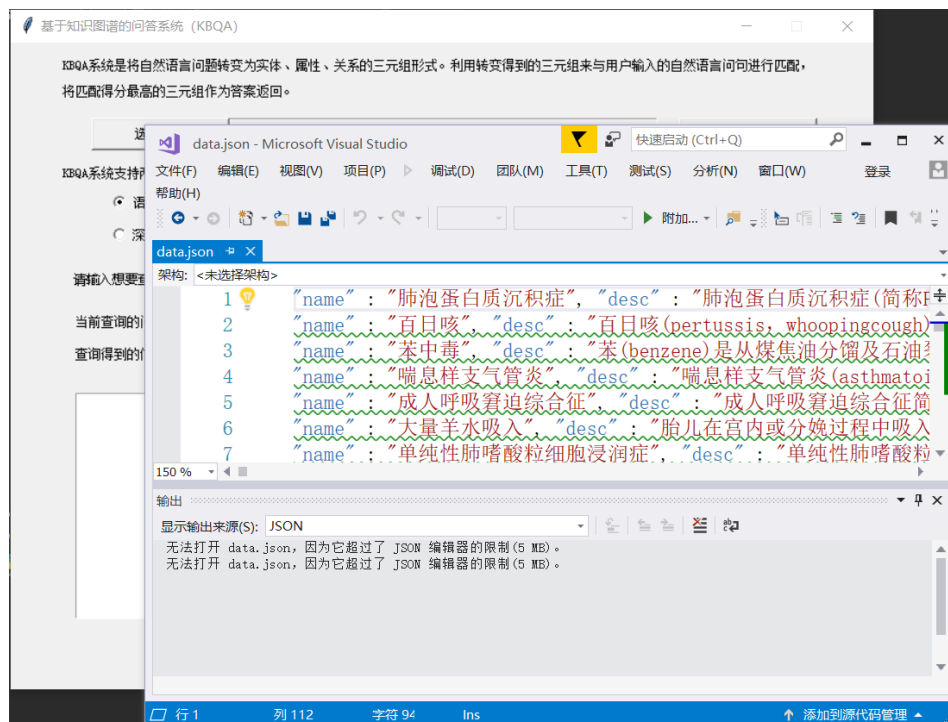 基于知识图谱的问答系统（KBQA）
KBQA系统是将自然语言问题转变为实体、属性、关系的三元组形式。利用转变得到的三元组来与用户输入的自然语言问句进行匹配，
将匹配得分最高的三元组作为答案返回。
选
KBQA系统支持
语
深
请输入想要查
当前查询的问
查询得到的
data.json - Microsoft Visual Studio
快速启动 (Ctrl+Q)
文件(F) 编辑(E) 视图(V) 项目(P) 调试(D) 团队(M) 工具(T) 测试(S) 分析(N) 窗口(W) 登录
帮助(H)
附加...
data.json
架构: <未选择架构>
1 "name" : "肺泡蛋白质沉积症", "desc" : "肺泡蛋白质沉积症(简称
2 "name" : "百日咳", "desc" : "百日咳(pertussis，whoopingcough)
3 "name" : "苯中毒", "desc" : "苯(benzene)是从煤焦油分馏及石油
4 "name" : "喘息样支气管炎", "desc" : "喘息样支气管炎(asthmatoi
5 "name" : "成人呼吸窘迫综合征", "desc" : "成人呼吸窘迫综合征简
6 "name" : "大量羊水吸入", "desc" : "胎儿在宫内或分娩过程中吸入
7 "name" : "单纯性肺嗜酸粒细胞浸润症", "desc" : "单纯性肺嗜酸粒
150 %
输出
显示输出来源(S): JSON
无法打开 data.json，因为它超过了 JSON 编辑器的限制(5 MB)。
无法打开 data.json，因为它超过了 JSON 编辑器的限制(5 MB)。
行 1 列 112 字符 94 Ins 添加到源代码管理